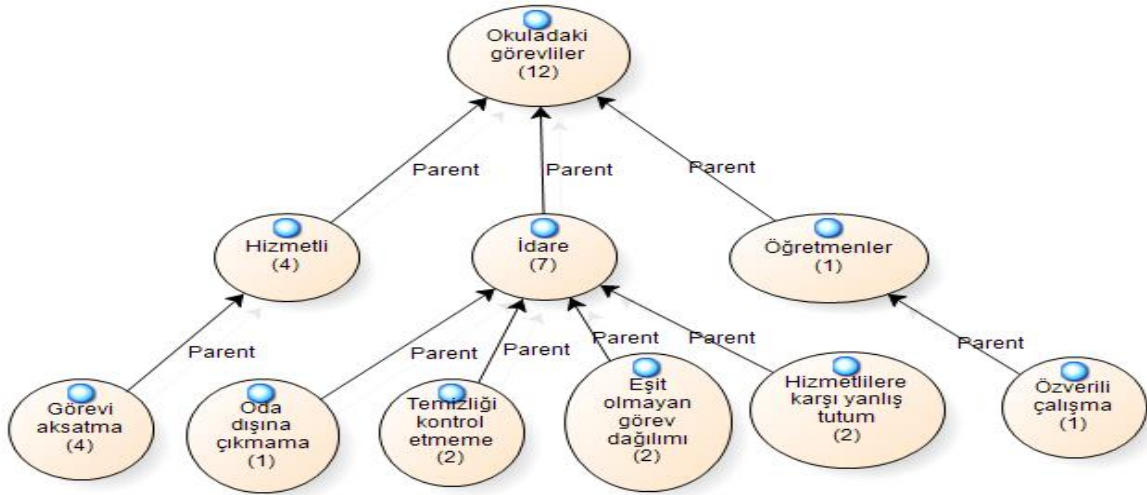 Okuladaki
görevliler
(12)
Parent
Parent
Parent
Hizmetli
(4)
İdare
(7)
Öğretmenler
(1)
Parent
Parent
Parent
Parent
Parent
Parent
Görevi
aksatma
(4)
Oda
dışına
çıkmama
(1)
Temizliği
kontrol
etmeme
(2)
Eşit
olmayan
görev
dağılımı
(2)
Hizmetlilere
karşı yanlış
tutum
(2)
Özverili
çalışma
(1)